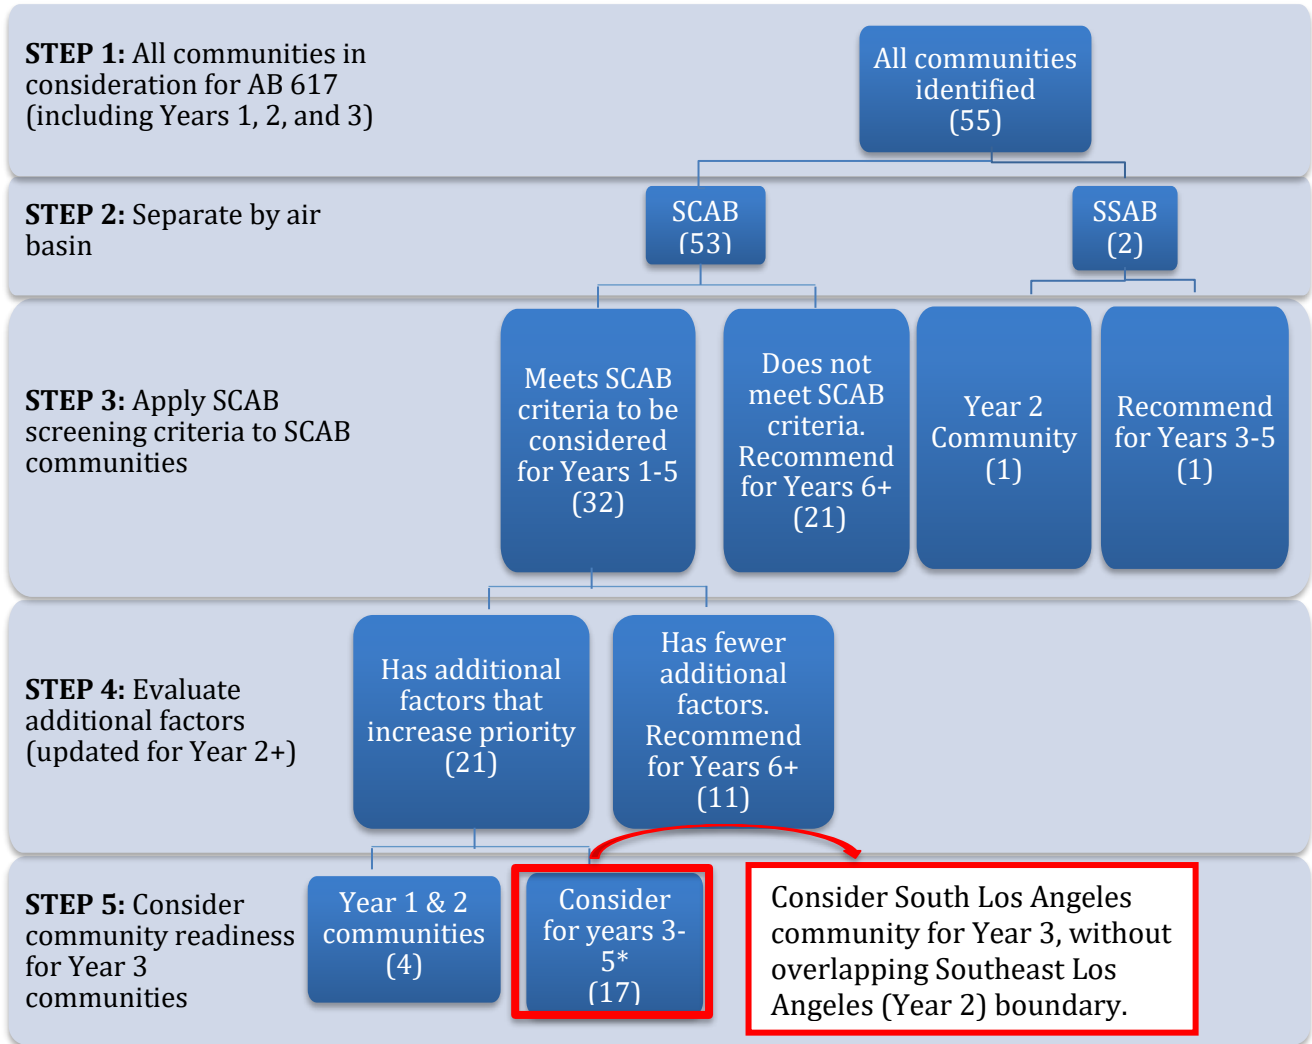 STEP 1: All communities in
consideration for AB 617
(including Years 1, 2, and 3)
All communities
identified
(55)
STEP 2: Separate by air
basin
SCAB
(53)
SSAB
(2)
STEP 3: Apply SCAB
screening criteria to SCAB
communities
Meets SCAB
criteria to be
considered
for Years 1-5
(32)
Does not
meet SCAB
criteria.
Recommend
for Years 6+
(21)
Year 2
Community
(1)
Recommend
for Years 3-5
(1)
STEP 4: Evaluate
additional factors
(updated for Year 2+)
Has additional
factors that
increase priority
(21)
Has fewer
additional
factors.
Recommend
for Years 6+
(11)
STEP 5: Consider
community readiness
for Year 3
communities
Year 1 & 2
communities
(4)
Consider
for years 3-
5*
(17)
Consider South Los Angeles
community for Year 3, without
overlapping Southeast Los
Angeles (Year 2) boundary.